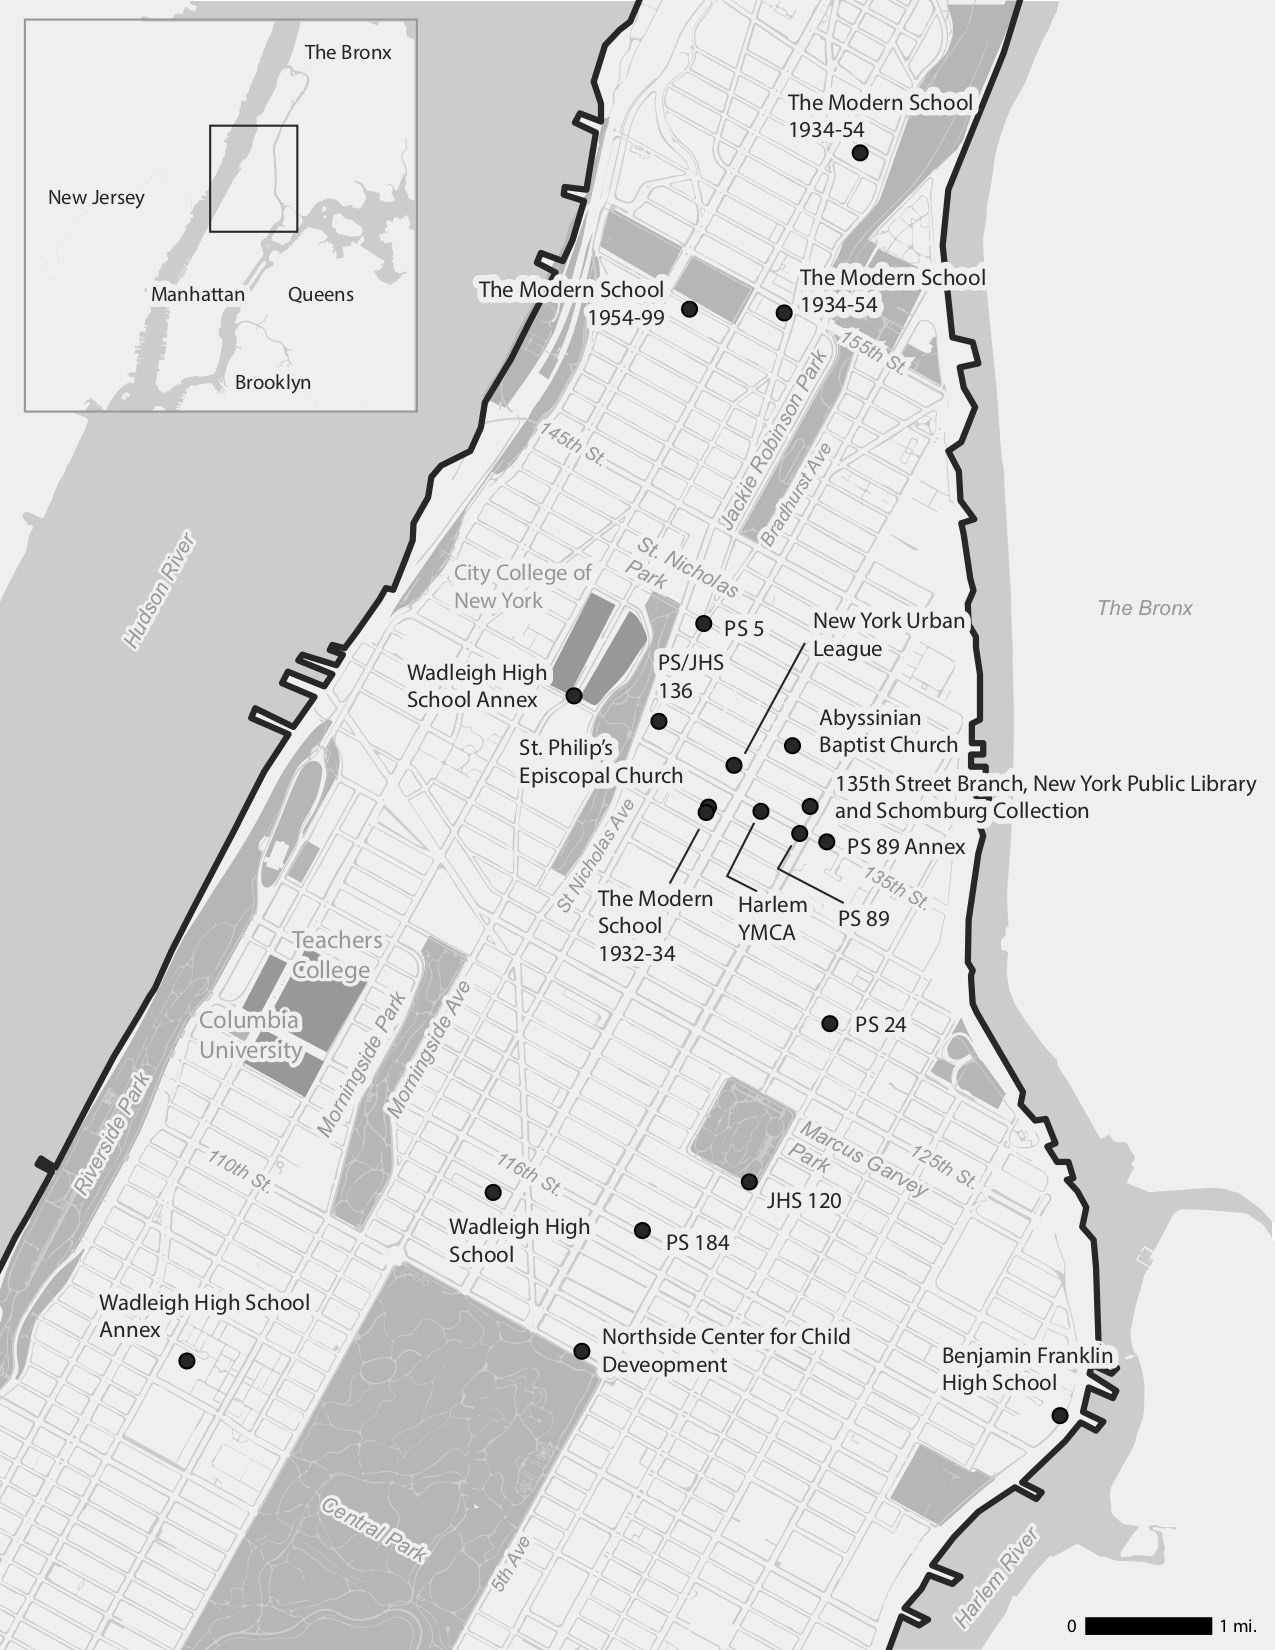 The Bronx
New Jersey
Manhattan
Queens
Brooklyn
The Modern School
1934-54
The Modern School
1954-99
The Modern School
1934-54
155th St.
145th St.
Jackie Robinson Park
Bradhurst Ave
Hudson River
City College of
New York
St. Nicholas
Park
PS 5
New York Urban
League
The Bronx
Wadleigh High
School Annex
PS/JHS
136
Abyssinian
Baptist Church
St. Philip's
Episcopal Church
135th Street Branch, New York Public Library
and Schomburg Collection
PS 89 Annex
St Nicholas Ave
135th St.
The Modern
School
1932-34
Harlem
YMCA
PS 89
Teachers
College
Columbia
University
Morningside Park
Morningside Ave
PS 24
Riverside Park
110th St.
116th St.
Marcus Garvey
Park
125th St.
JHS 120
Wadleigh High
School
PS 184
Wadleigh High School
Annex
Northside Center for Child
Deveopment
Benjamin Franklin
High School
Central Park
5th Ave
Harlem River
0 1 mi.